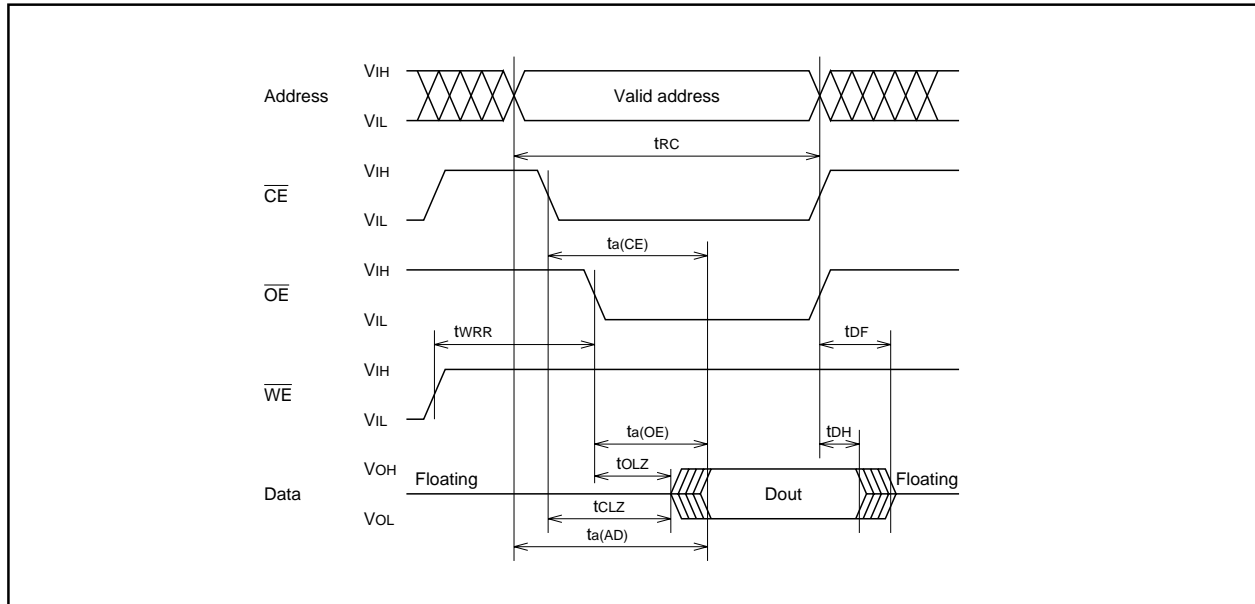 VIH
Address
Valid address
VIL
tRC
VIH
CE
VIL
ta(CE)
VIH
OE
VIL
tWRR
tDF
VIH
WE
VIL
ta(OE)
tDH
tOLZ
VOH
Floating
Floating
Data
Dout
tCLZ
VOL
ta(AD)